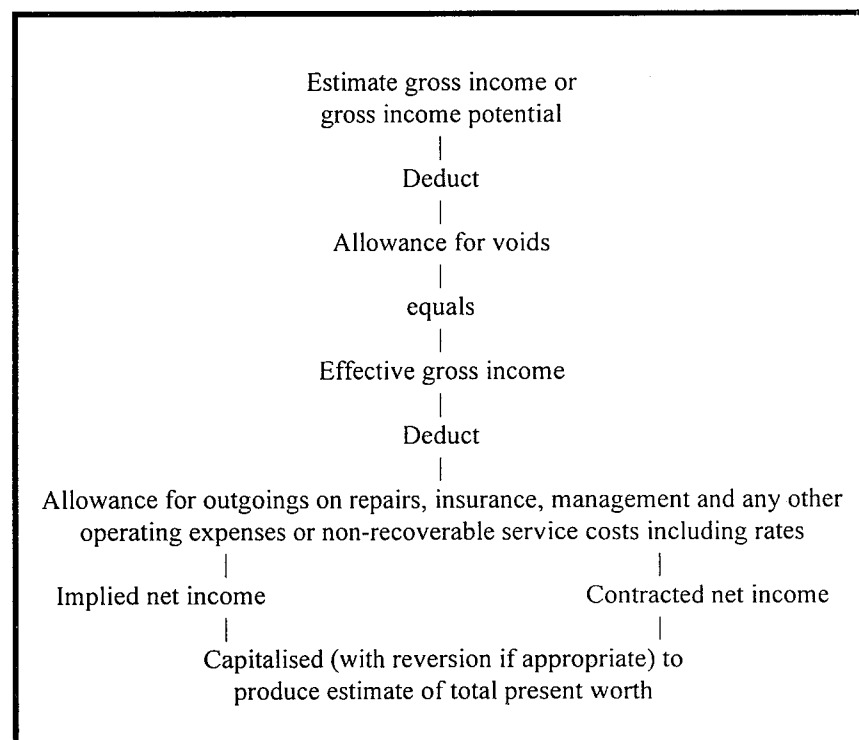 Estimate gross income or
gross income potential
Deduct
Allowance for voids
equals
Effective gross income
Deduct
Allowance for outgoings on repairs, insurance, management and any other
operating expenses or non-recoverable service costs including rates
Implied net income Contracted net income
Capitalised (with reversion if appropriate) to
produce estimate of total present worth